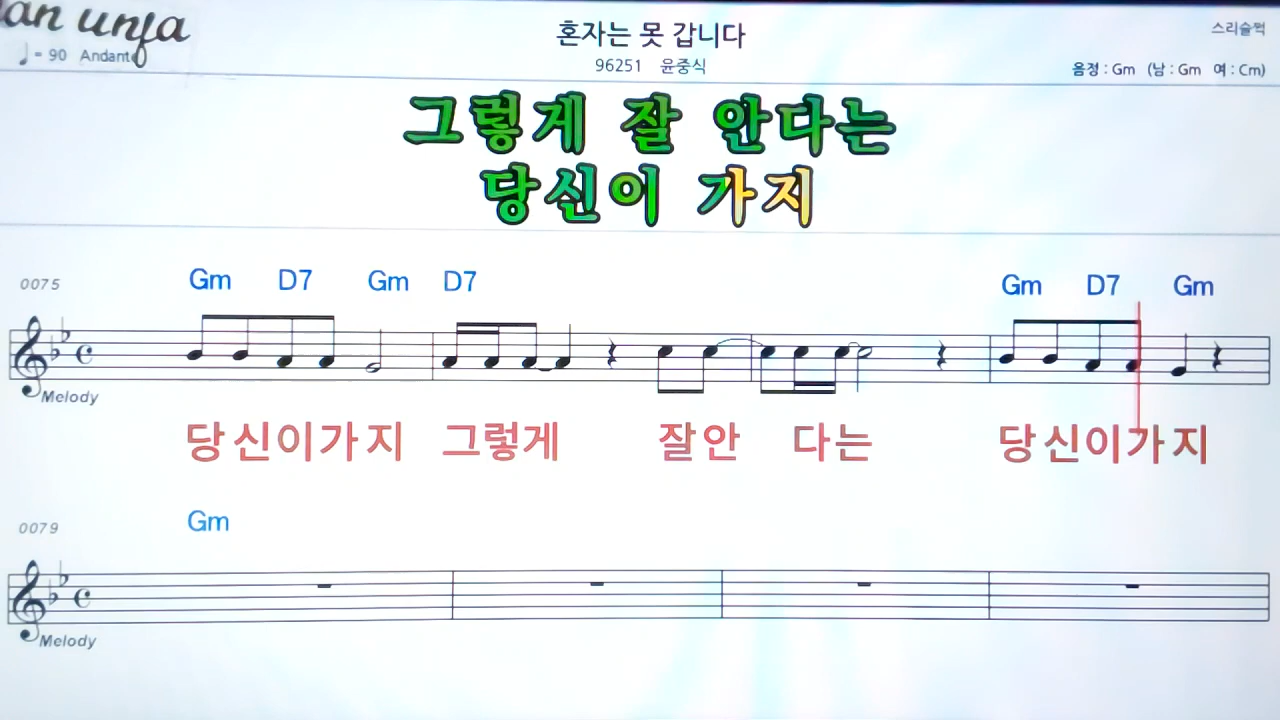 an unja
♩= 90 Andante
혼자는 못 갑니다
96251 윤중식
스리슬쩍
음정 : Gm (남 : Gm 여 : Cm)
그렇게 잘 안다는
당신이 가지
0075
Gm D7 Gm D7 Gm D7 Gm
Melody
당신이가지 그렇게 잘안 다는 당신이가지
0079
Gm
Melody